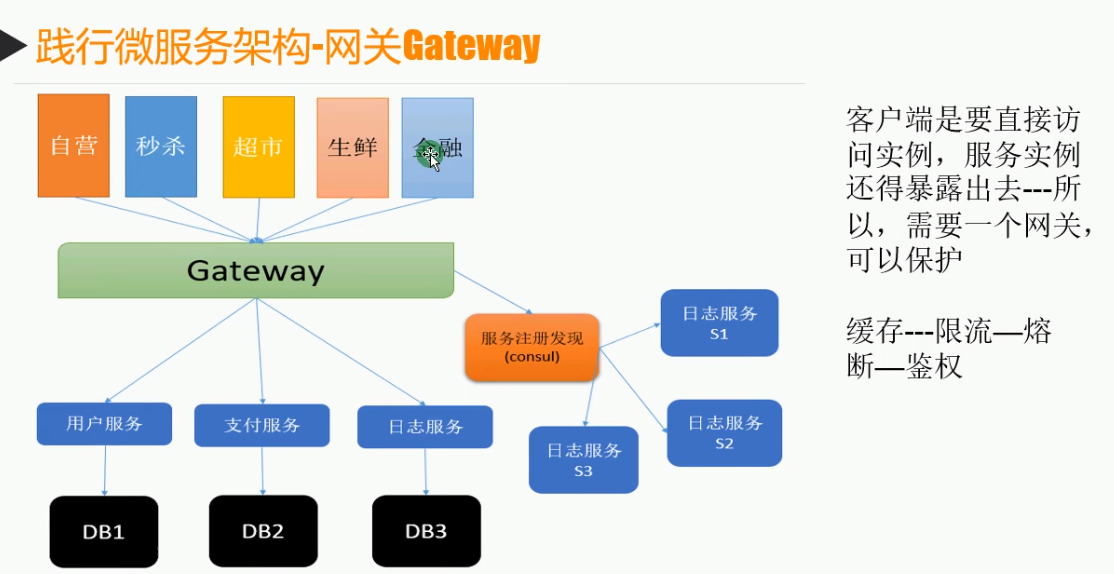 践行微服务架构-网关Gateway
自营
秒杀
超市
生鲜
金融
客户端是要直接访
问实例，服务实例
还得暴露出去---所
以，需要一个网关，
可以保护
缓存---限流—熔
断—鉴权
Gateway
服务注册发现
(consul)
日志服务
S1
日志服务
S2
日志服务
S3
用户服务
支付服务
日志服务
DB1
DB2
DB3